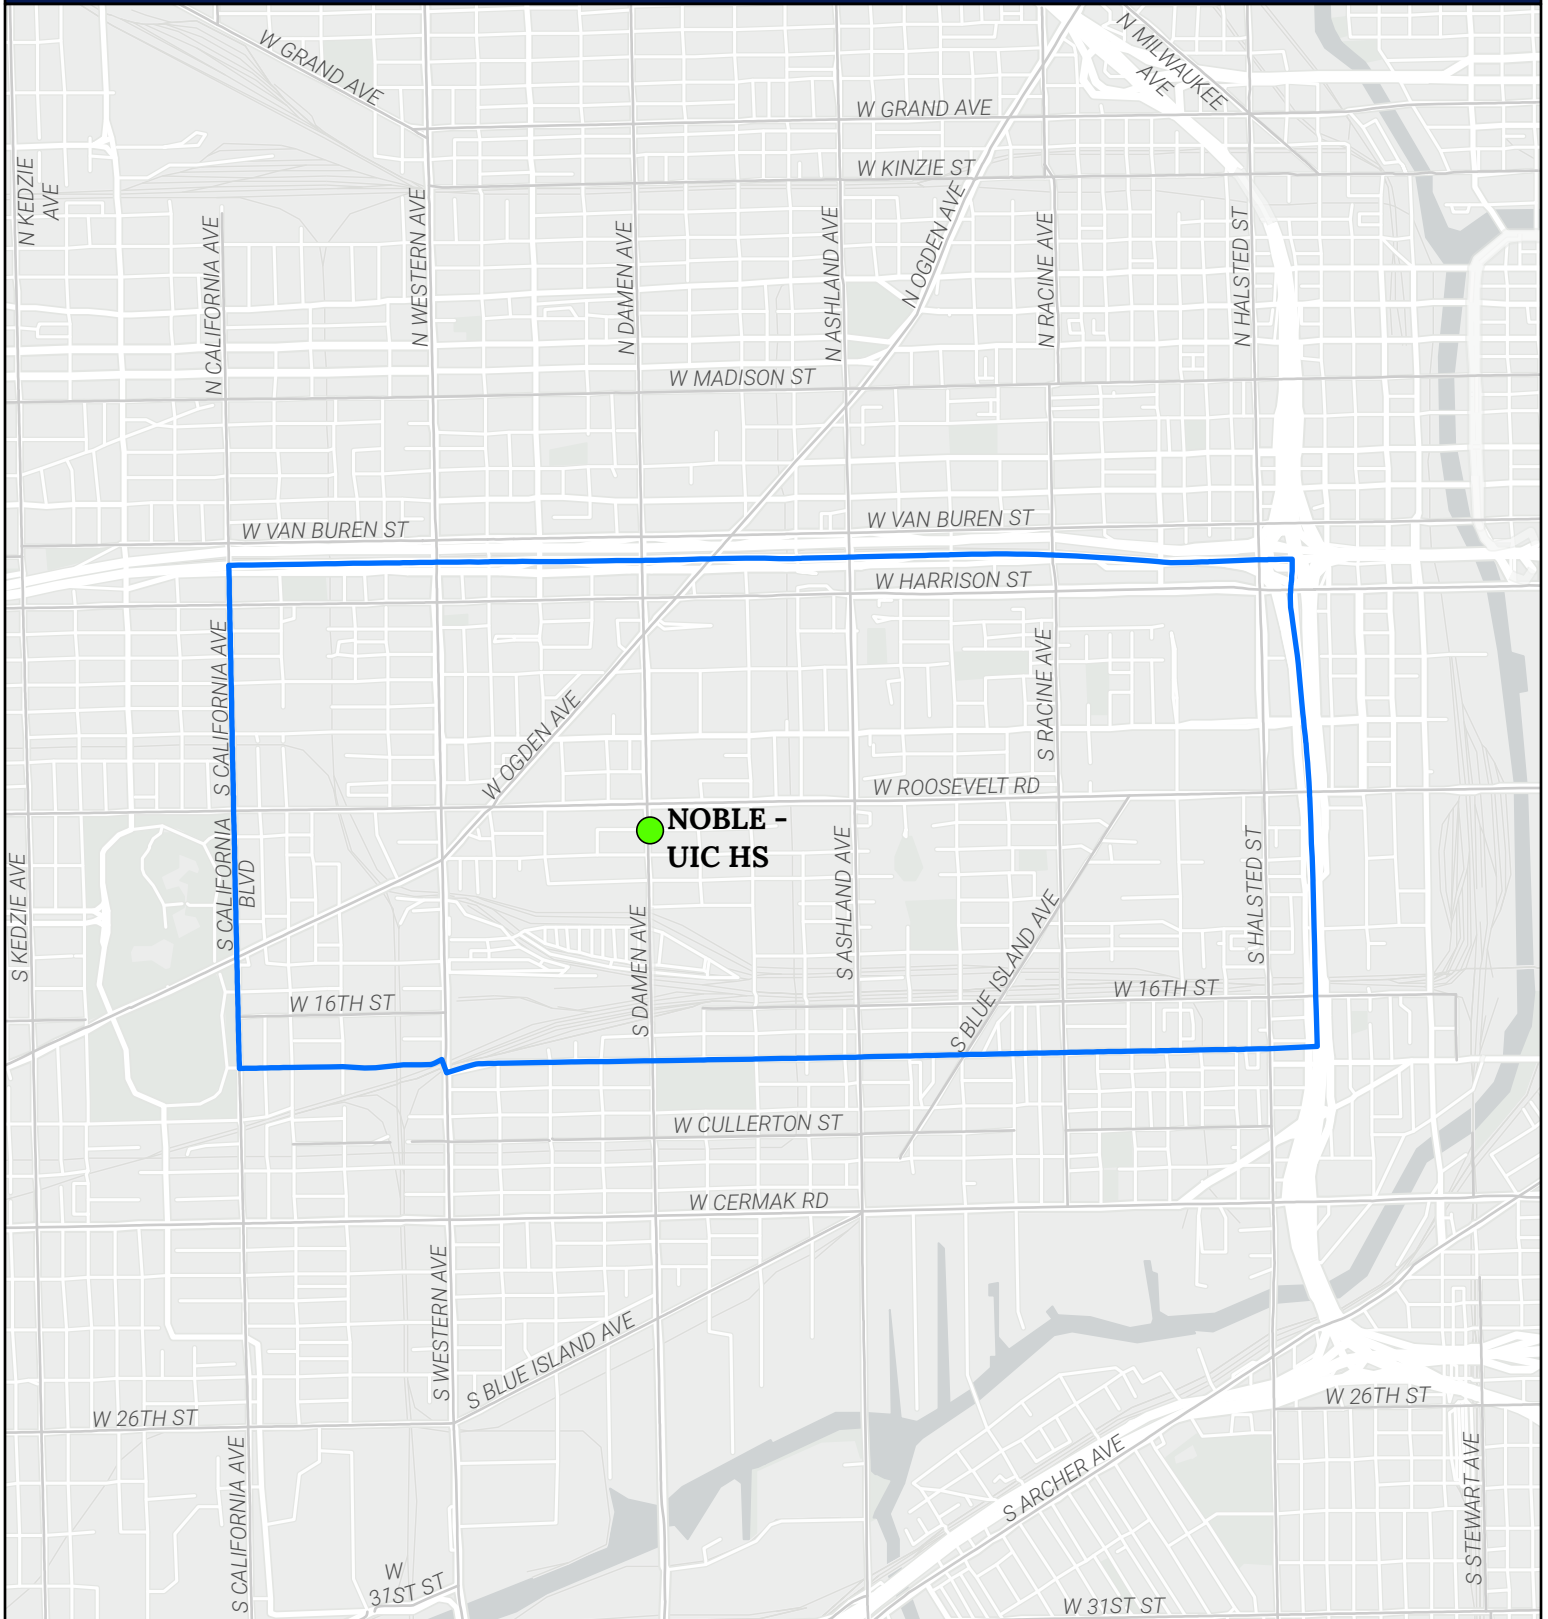 W GRAND AVE
N MILWAUKEE
AVE
W GRAND AVE
W KINZIE ST
N KEDZIE
AVE
N CALIFORNIA AVE
N WESTERN AVE
N DAMEN AVE
N ASHLAND AVE
N OGDEN AVE
N RACINE AVE
N HALSTED ST
W MADISON ST
W VAN BUREN ST
W VAN BUREN ST
W HARRISON ST
S CALIFORNIA AVE
W OGDEN AVE
S RACINE AVE
W ROOSEVELT RD
NOBLE -
UIC HS
S KEDZIE AVE
S CALIFORNIA
BLVD
S DAMEN AVE
S ASHLAND AVE
S BLUE ISLAND AVE
S HALSTED ST
W 16TH ST
W 16TH ST
W CULLERTON ST
W CERMAK RD
S WESTERN AVE
S BLUE ISLAND AVE
W 26TH ST
W 26TH ST
S CALIFORNIA AVE
S ARCHER AVE
S STEWART AVE
W
31ST ST
W 31ST ST